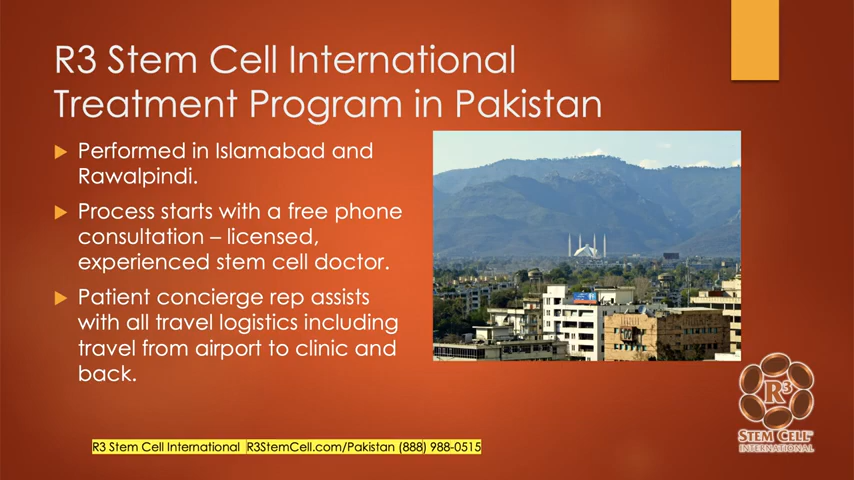 R3 Stem Cell International
Treatment Program in Pakistan
Performed in Islamabad and
Rawalpindi.
Process starts with a free phone
consultation – licensed,
experienced stem cell doctor.
Patient concierge rep assists
with all travel logistics including
travel from airport to clinic and
back.
R3
STEM CELL™
INTERNATIONAL
R3 Stem Cell International R3StemCell.com/Pakistan (888) 988-0515